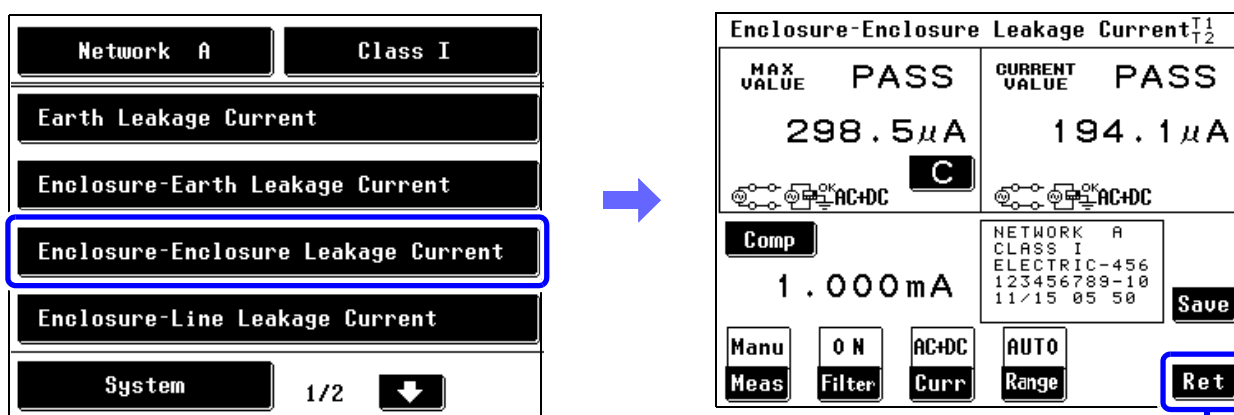 Network A
Class I
Earth Leakage Current
Enclosure-Earth Leakage Current
Enclosure-Enclosure Leakage Current
Enclosure-Line Leakage Current
System
1/2
Enclosure-Enclosure Leakage Current T1 T2
MAX VALUE PASS
298.5μA
C
OK AC+DC
CURRENT VALUE PASS
194.1μA
OK AC+DC
Comp
1.000mA
NETWORK A
CLASS I
ELECTRIC-456
123456789-10
11/15 05 50
Save
Manu ON AC+DC AUTO
Meas Filter Curr Range Ret